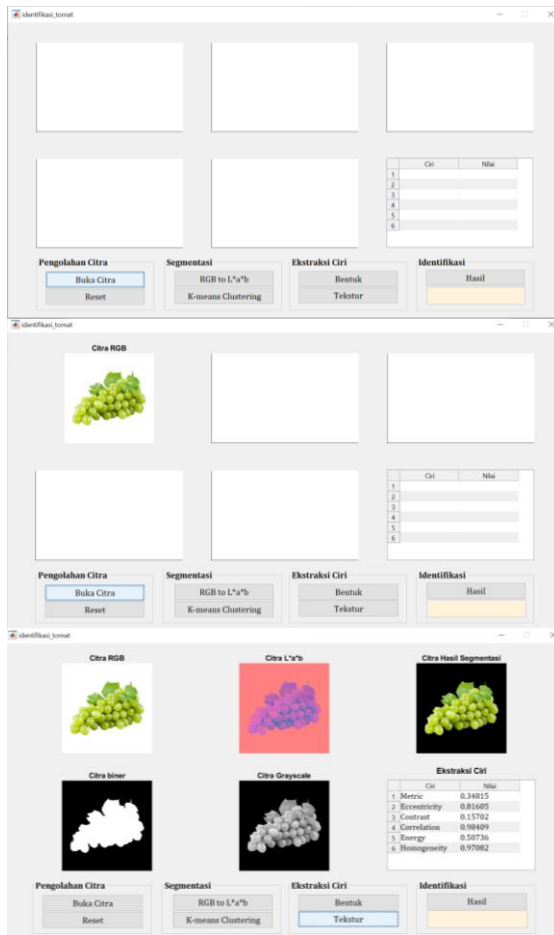 identifikasi_tomat
Ciri Nilai
1
2
3
4
5
6
Pengolahan Citra Segmentasi Ekstraksi Ciri Identifikasi
Buka Citra RGB to L*a*b Bentuk Hasil
Reset K-means Clustering Tekstur
identifikasi_tomat
Citra RGB
Ciri Nilai
1
2
3
4
5
6
Pengolahan Citra Segmentasi Ekstraksi Ciri Identifikasi
Buka Citra RGB to L*a*b Bentuk Hasil
Reset K-means Clustering Tekstur
identifikasi_tomat
Citra RGB Citra L*a*b Citra Hasil Segmentasi
Citra biner Citra Grayscale Ekstraksi Ciri
Ciri Nilai
1 Metric 0.34815
2 Eccentricity 0.81605
3 Contrast 0.15702
4 Correlation 0.98409
5 Energy 0.50736
6 Homogeneity 0.97082
Pengolahan Citra Segmentasi Ekstraksi Ciri Identifikasi
Buka Citra RGB to L*a*b Bentuk Hasil
Reset K-means Clustering Tekstur